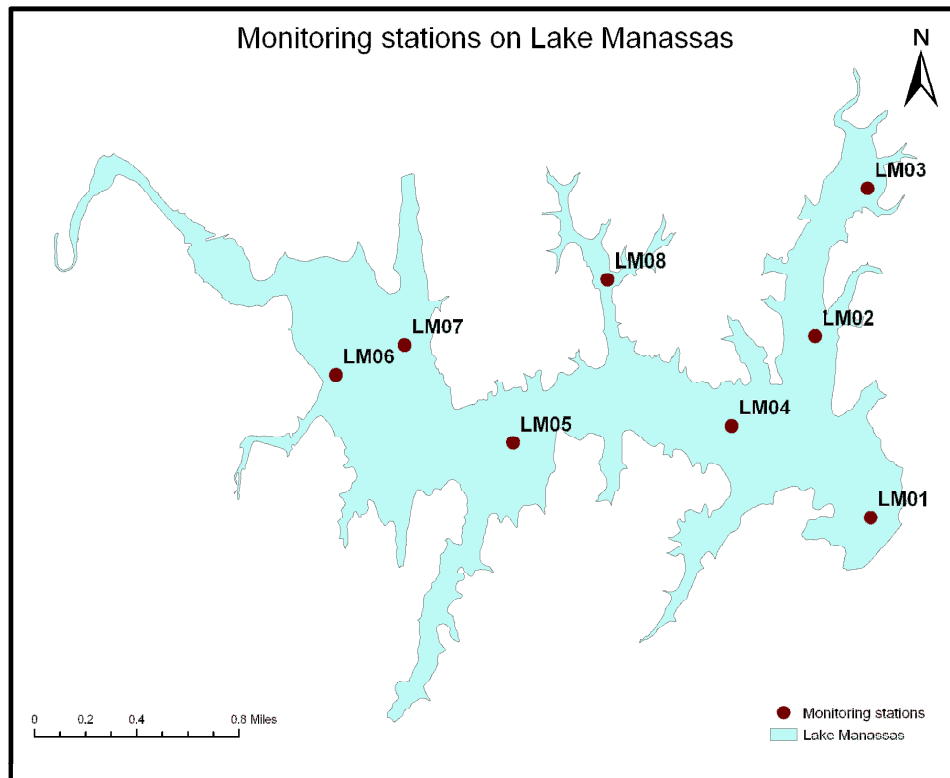 Monitoring stations on Lake Manassas
N
LM03
LM08
LM02
LM07
LM06
LM04
LM05
LM01
0 0.2 0.4 0.8 Miles
Monitoring stations
Lake Manassas